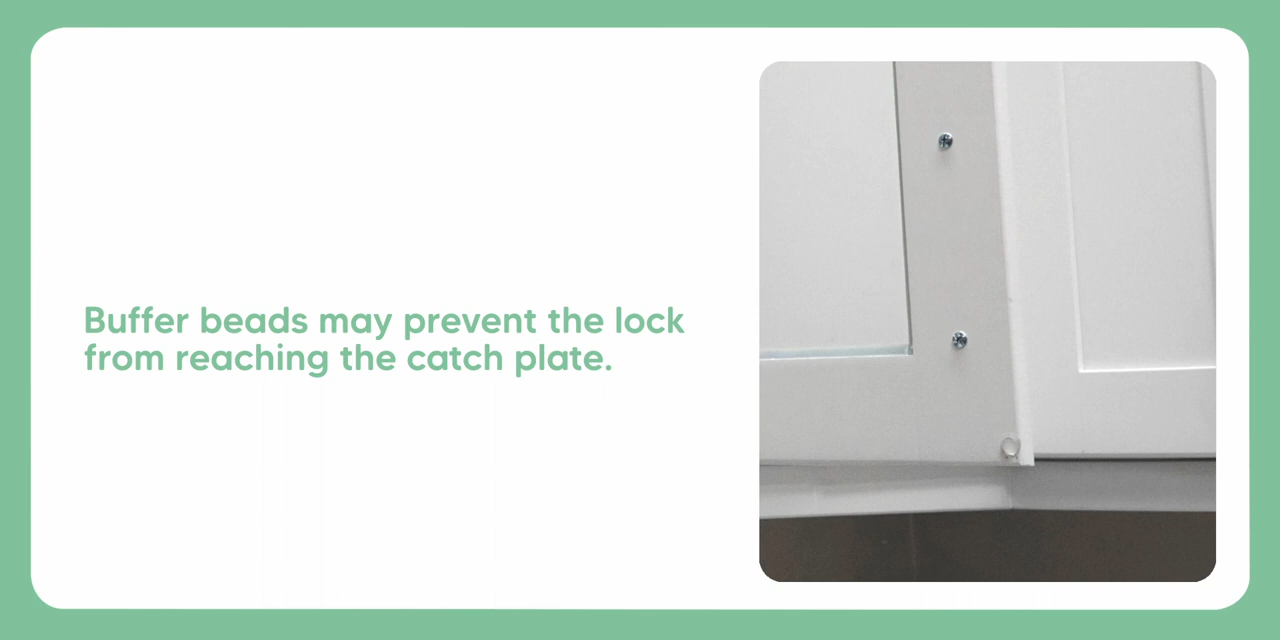 Buffer beads may prevent the lock
from reaching the catch plate.